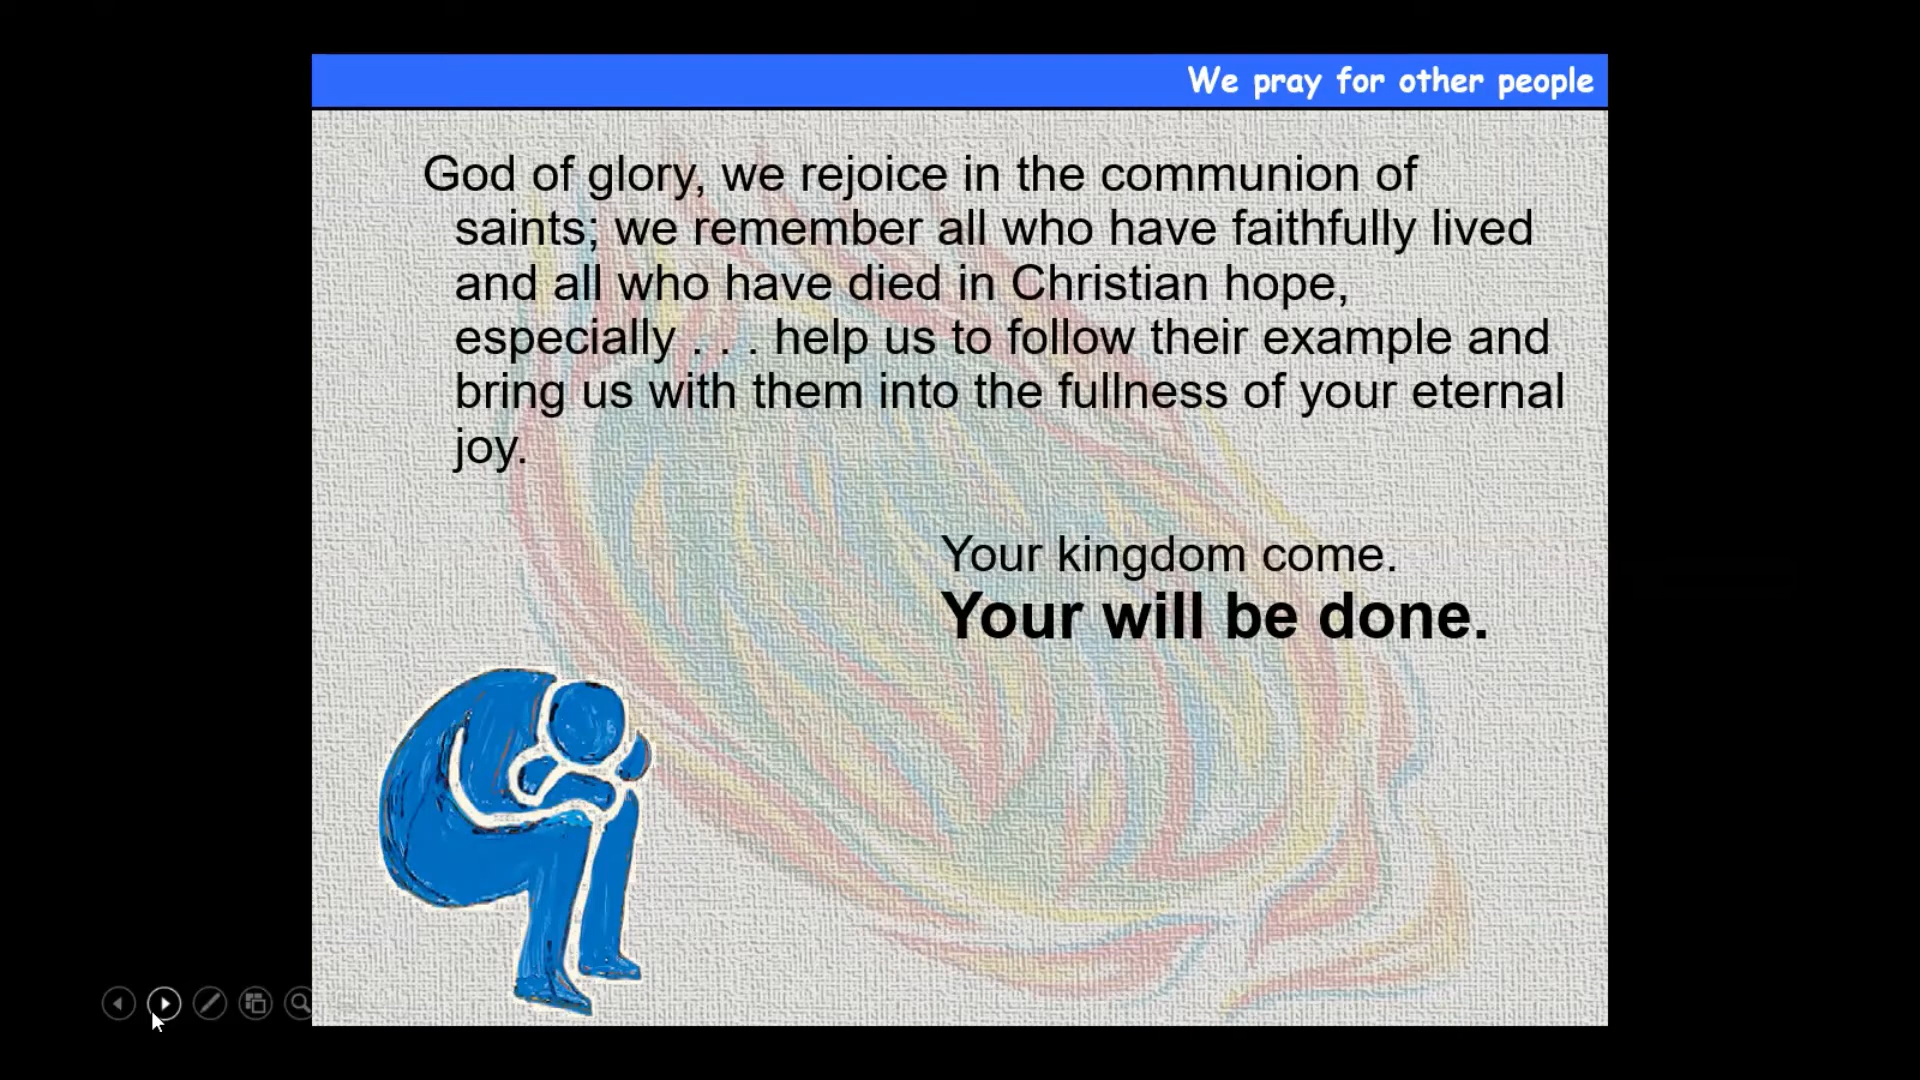 We pray for other people
God of glory, we rejoice in the communion of
saints; we remember all who have faithfully lived
and all who have died in Christian hope,
especially . . . help us to follow their example and
bring us with them into the fullness of your eternal
joy.
Your kingdom come.
Your will be done.